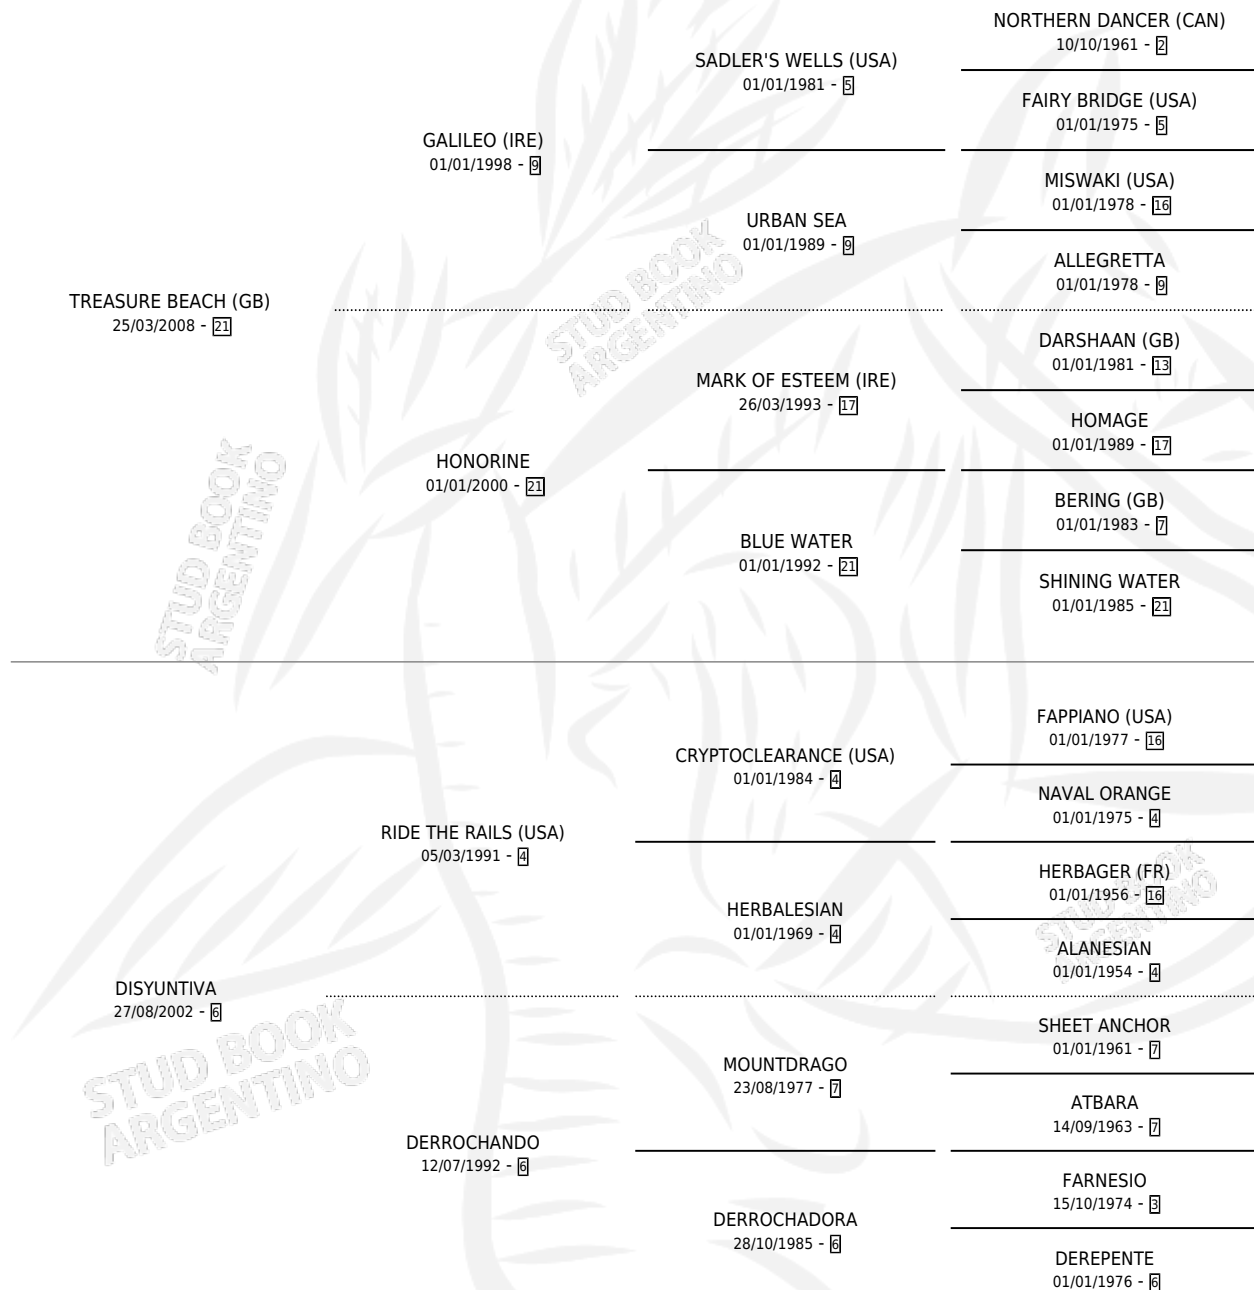 NORTHERN DANCER (CAN)
10/10/1961 - 2
SADLER'S WELLS (USA)
01/01/1981 - 5
FAIRY BRIDGE (USA)
01/01/1975 - 5
GALILEO (IRE)
01/01/1998 - 9
MISWAKI (USA)
01/01/1978 - 16
URBAN SEA
01/01/1989 - 9
ALLEGRETTA
01/01/1978 - 9
TREASURE BEACH (GB)
25/03/2008 - 21
STUD BOOK
ARGENTINO
DARSHAAN (GB)
01/01/1981 - 13
MARK OF ESTEEM (IRE)
26/03/1993 - 17
HOMAGE
01/01/1989 - 17
HONORINE
01/01/2000 - 21
BERING (GB)
01/01/1983 - 7
BLUE WATER
01/01/1992 - 21
SHINING WATER
01/01/1985 - 21
STUD BOOK
ARGENTINO
FAPPIANO (USA)
01/01/1977 - 16
CRYPTOCLEARANCE (USA)
01/01/1984 - 4
NAVAL ORANGE
01/01/1975 - 4
RIDE THE RAILS (USA)
05/03/1991 - 4
HERBAGER (FR)
01/01/1956 - 16
HERBALESIAN
01/01/1969 - 4
ALANESIAN
01/01/1954 - 4
STUD BOOK
ARGENTINO
DISYUNTIVA
27/08/2002 - 6
SHEET ANCHOR
01/01/1961 - 7
MOUNTDRAGO
23/08/1977 - 7
ATBARA
14/09/1963 - 7
STUD BOOK
ARGENTINO
DERROCHANDO
12/07/1992 - 6
FARNESIO
15/10/1974 - 3
DERROCHADORA
28/10/1985 - 6
DEREPENTE
01/01/1976 - 6